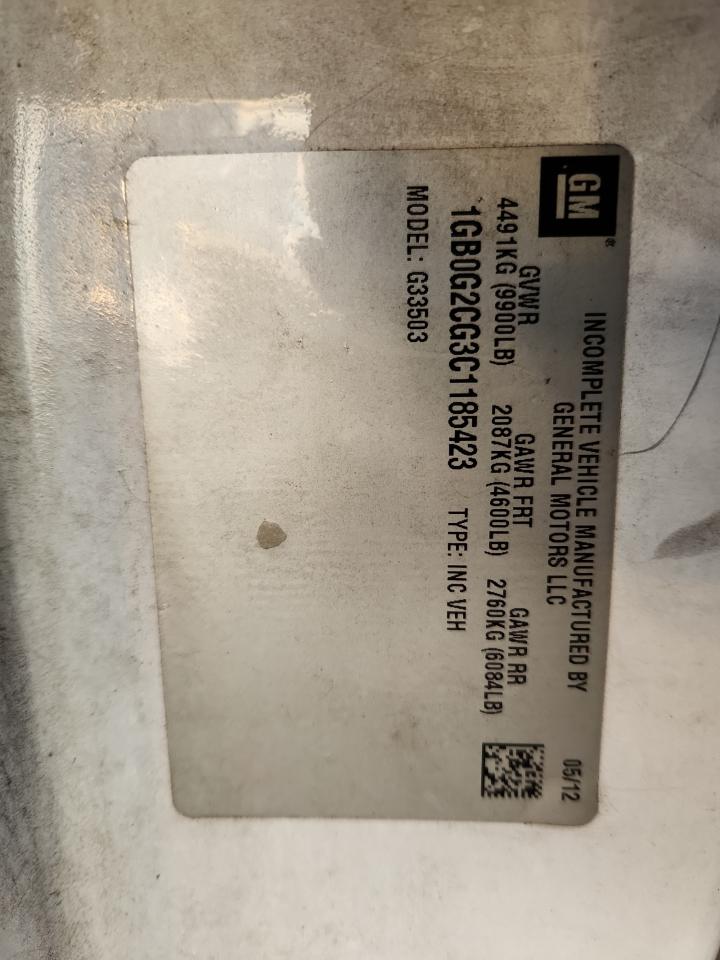 GM®
INCOMPLETE VEHICLE MANUFACTURED BY
GENERAL MOTORS LLC
05/12
GVWR GAWR FRT GAWR RR
4491KG (9900LB) 2087KG (4600LB) 2760KG (6084LB)
1GB0G2CG3C1185423 TYPE: INC VEH
MODEL: G33503